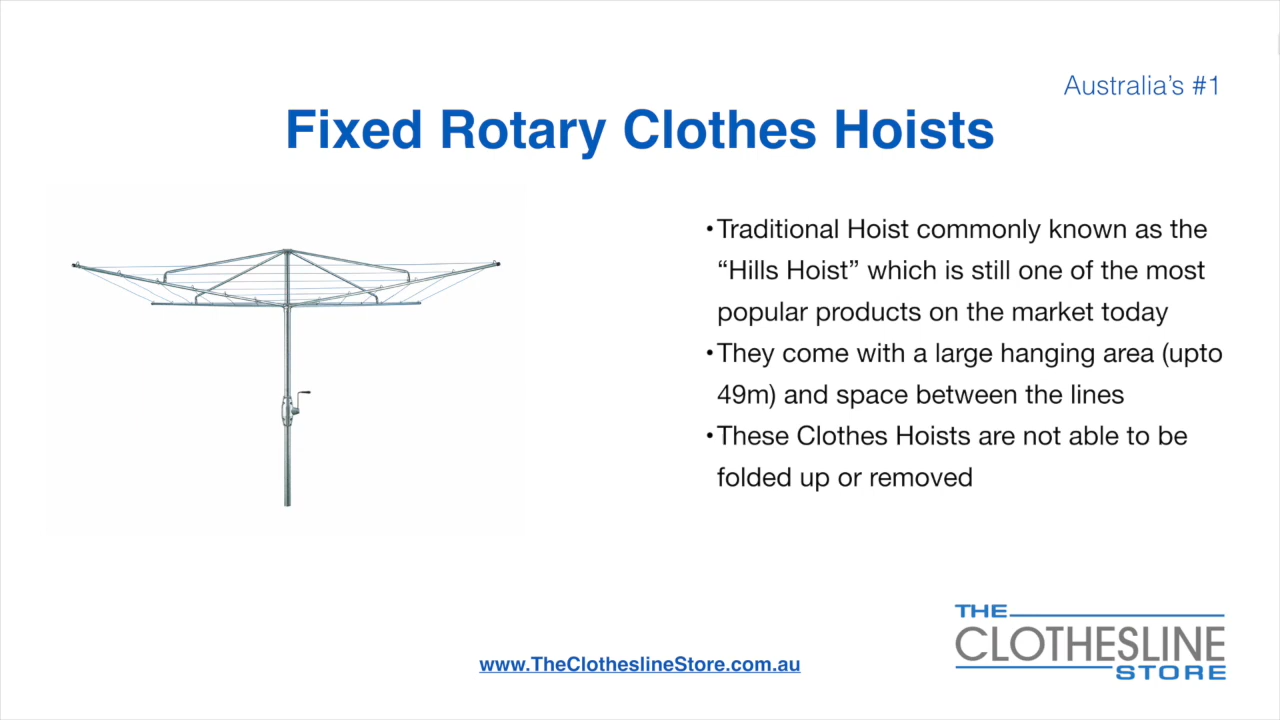 Australia’s #1
Fixed Rotary Clothes Hoists
•Traditional Hoist commonly known as the
“Hills Hoist” which is still one of the most
popular products on the market today
•They come with a large hanging area (upto
49m) and space between the lines
•These Clothes Hoists are not able to be
folded up or removed
THE
CLOTHESLINE
STORE
www.TheClotheslineStore.com.au